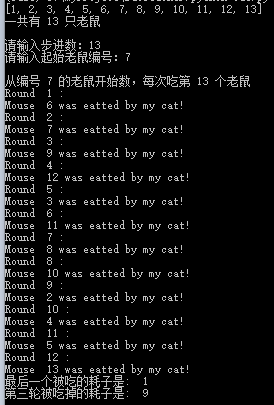 [1, 2, 3, 4, 5, 6, 7, 8, 9, 10, 11, 12, 13]
一共有 13 只老鼠
请输入步进数: 13
请输入起始老鼠编号: 7
从编号 7 的老鼠开始数，每次吃第 13 个老鼠
Round 1 :
Mouse 6 was eatted by my cat!
Round 2 :
Mouse 7 was eatted by my cat!
Round 3 :
Mouse 9 was eatted by my cat!
Round 4 :
Mouse 12 was eatted by my cat!
Round 5 :
Mouse 3 was eatted by my cat!
Round 6 :
Mouse 11 was eatted by my cat!
Round 7 :
Mouse 8 was eatted by my cat!
Round 8 :
Mouse 10 was eatted by my cat!
Round 9 :
Mouse 2 was eatted by my cat!
Round 10 :
Mouse 4 was eatted by my cat!
Round 11 :
Mouse 5 was eatted by my cat!
Round 12 :
Mouse 13 was eatted by my cat!
最后一个被吃的耗子是: 1
第三轮被吃掉的耗子是: 9